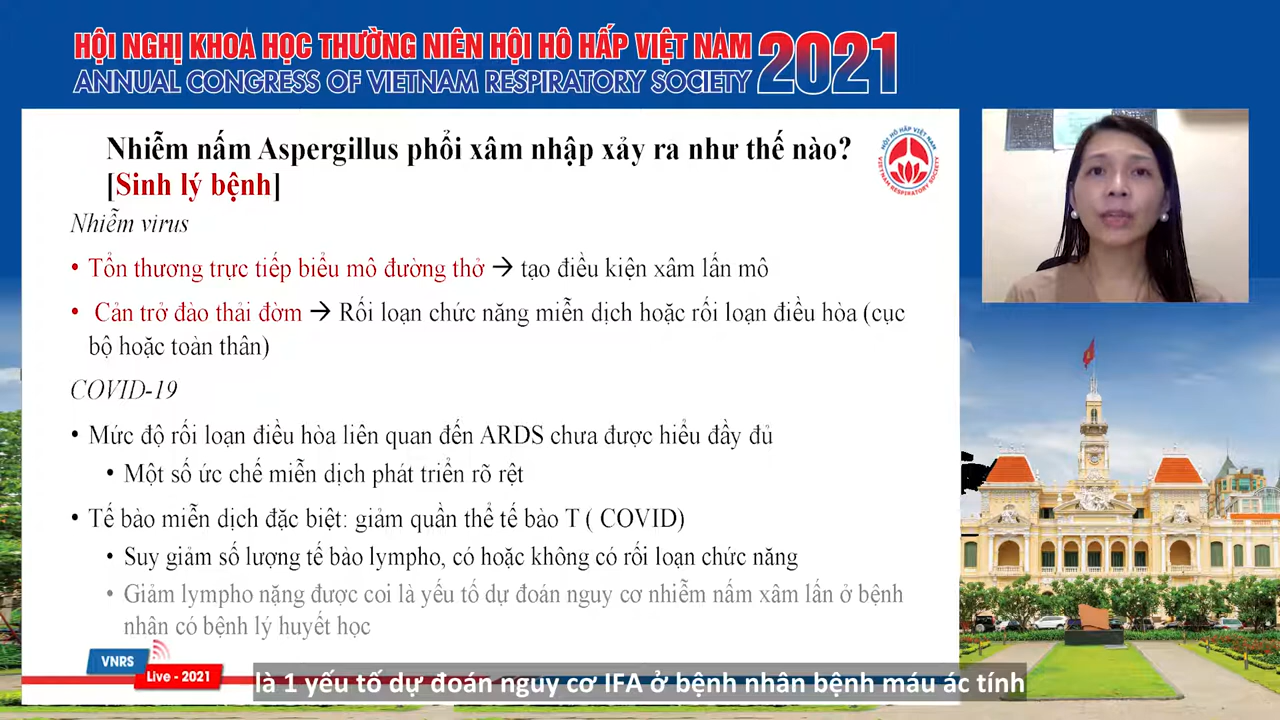 HỘI NGHỊ KHOA HỌC THƯỜNG NIÊN HỘI HÔ HẤP VIỆT NAM 2021
ANNUAL CONGRESS OF VIETNAM RESPIRATORY SOCIETY
Nhiễm nấm Aspergillus phổi xâm nhập xảy ra như thế nào?
[Sinh lý bệnh]
HỘI HÔ HẤP VIỆT NAM
VIETNAM RESPIRATORY SOCIETY
Nhiễm virus
• Tổn thương trực tiếp biểu mô đường thở → tạo điều kiện xâm lấn mô
• Cản trở đào thải đờm → Rối loạn chức năng miễn dịch hoặc rối loạn điều hòa (cục
bộ hoặc toàn thân)
COVID-19
• Mức độ rối loạn điều hòa liên quan đến ARDS chưa được hiểu đầy đủ
• Một số ức chế miễn dịch phát triển rõ rệt
• Tế bào miễn dịch đặc biệt: giảm quần thể tế bào T ( COVID)
• Suy giảm số lượng tế bào lympho, có hoặc không có rối loạn chức năng
• Giảm lympho nặng được coi là yếu tố dự đoán nguy cơ nhiễm nấm xâm lấn ở bệnh
nhân có bệnh lý huyết học
VNRS
Live - 2021
là 1 yếu tố dự đoán nguy cơ IFA ở bệnh nhân bệnh máu ác tính